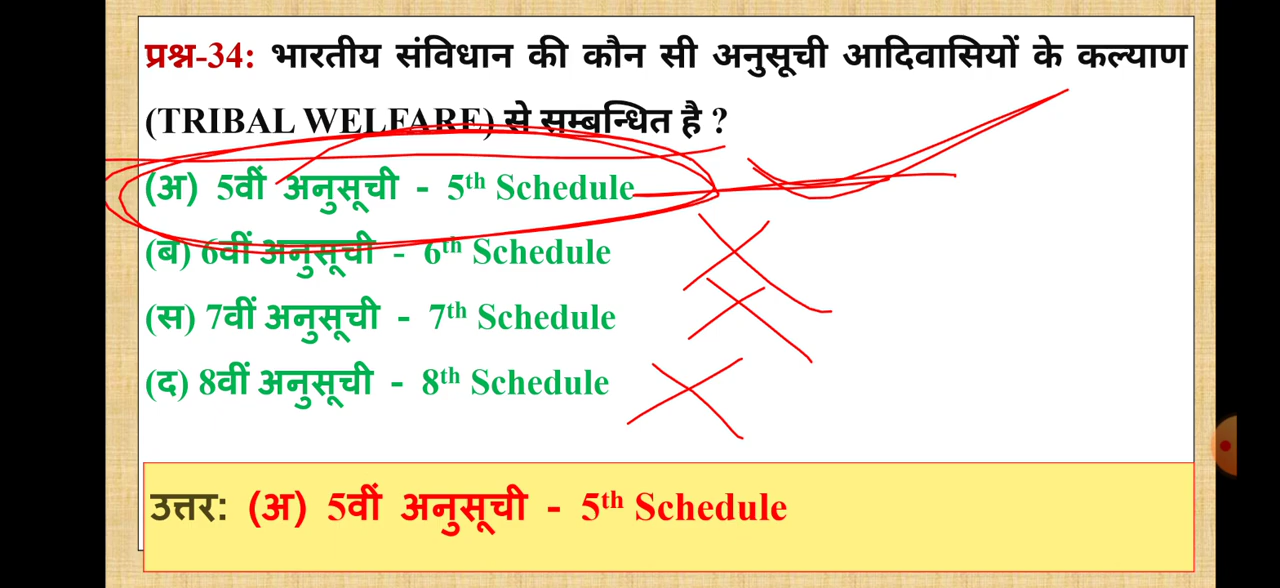 प्रश्न-34: भारतीय संविधान की कौन सी अनुसूची आदिवासियों के कल्याण
(TRIBAL WELFARE) से सम्बन्धित है ?
(अ) 5वीं अनुसूची - 5th Schedule
(ब) 6वीं अनुसूची - 6th Schedule
(स) 7वीं अनुसूची - 7th Schedule
(द) 8वीं अनुसूची - 8th Schedule
उत्तर: (अ) 5वीं अनुसूची - 5th Schedule